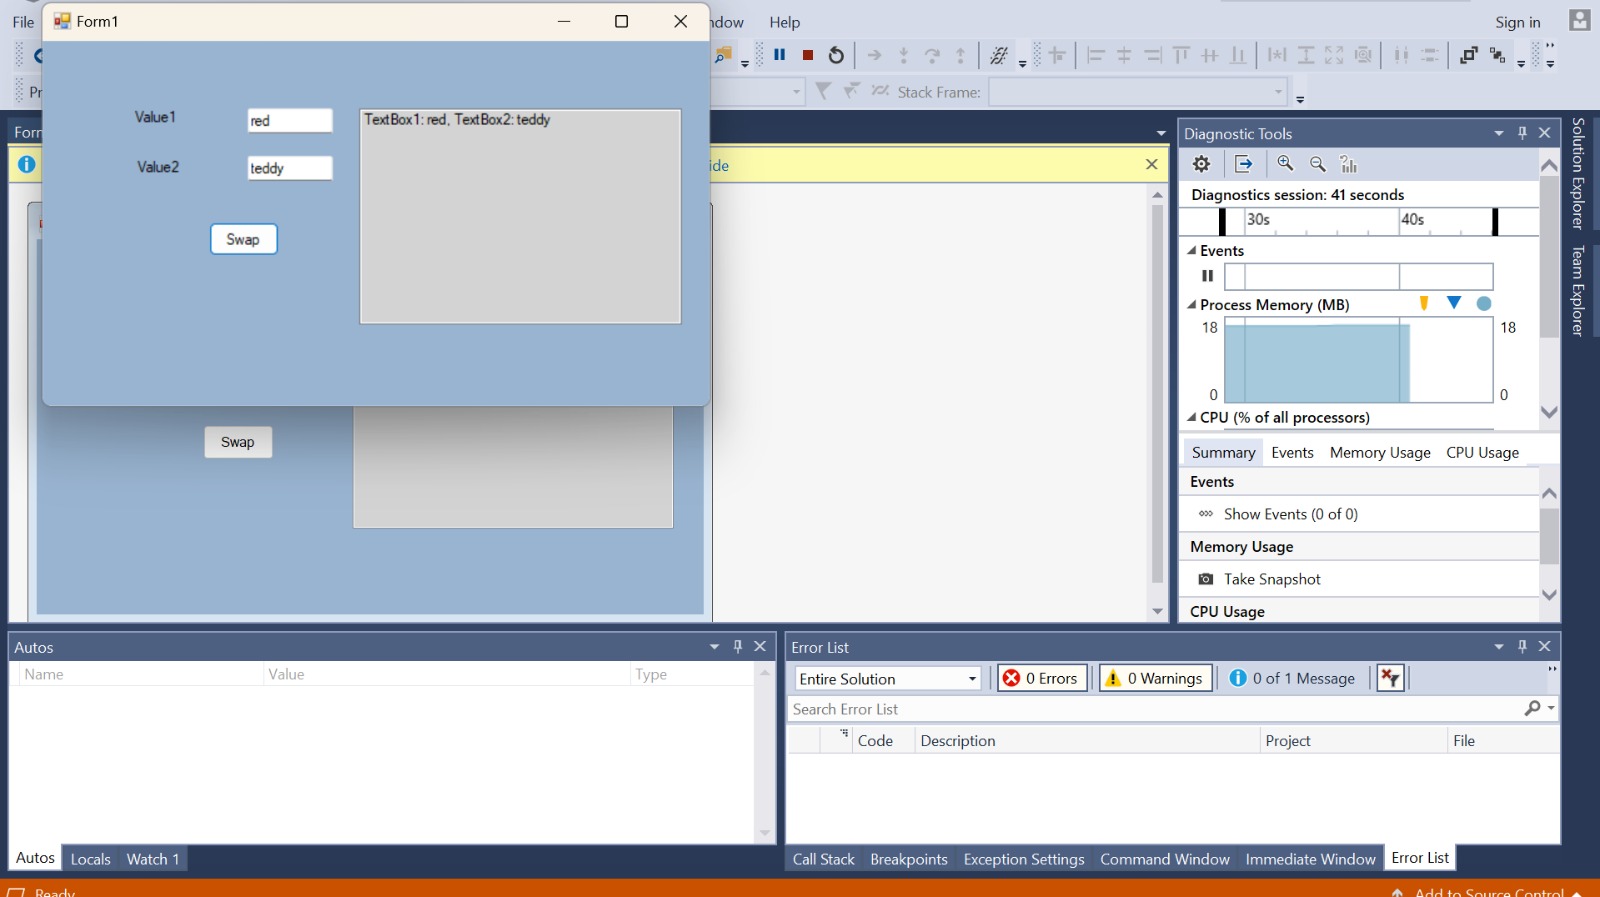 File
Form1
dow
Help
Sign in
Pr
Stack Frame:
Form
ide
Value1
red
TextBox1: red, TextBox2: teddy
Value2
teddy
Swap
Swap
Diagnostic Tools
Diagnostics session: 41 seconds
30s
40s
Events
Process Memory (MB)
18
18
0
0
CPU (% of all processors)
Summary
Events
Memory Usage
CPU Usage
Events
Show Events (0 of 0)
Memory Usage
Take Snapshot
CPU Usage
Solution Explorer
Team Explorer
Autos
Name
Value
Type
Autos
Locals
Watch 1
Error List
Entire Solution
0 Errors
0 Warnings
0 of 1 Message
Search Error List
Code
Description
Project
File
Call Stack
Breakpoints
Exception Settings
Command Window
Immediate Window
Error List
Ready
Add to Source Control